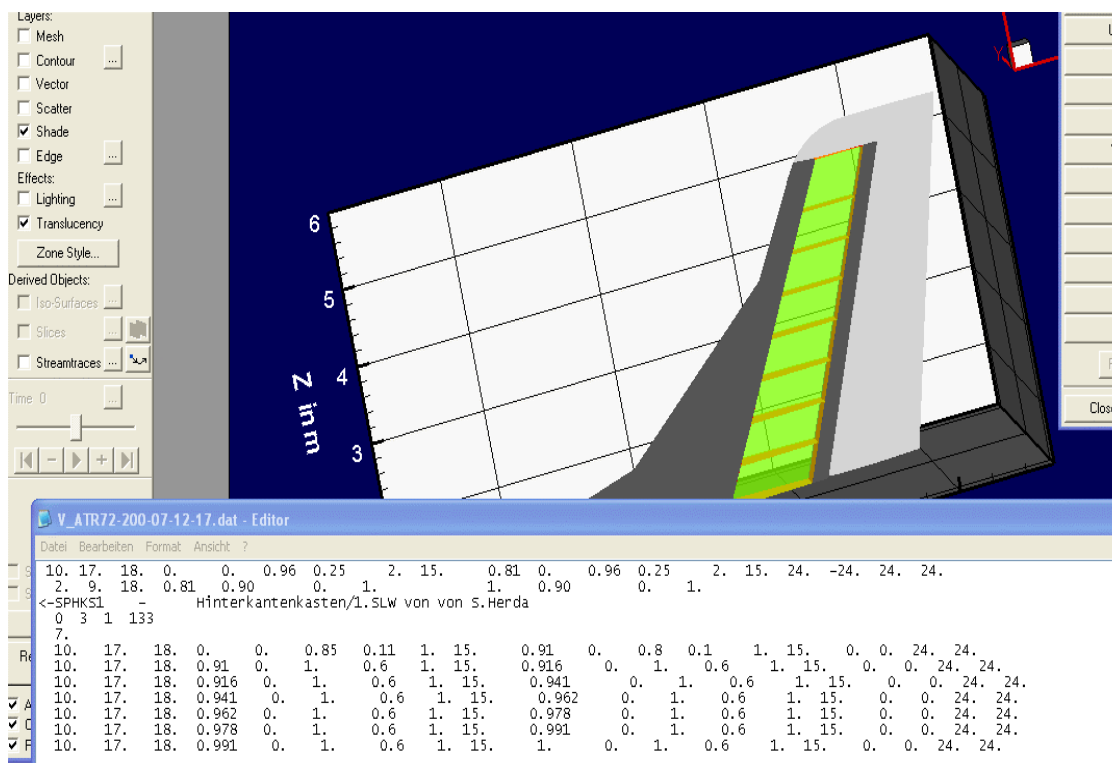 Layers:
Mesh
Contour ...
Vector
Scatter
Shade
Edge ...
Effects:
Lighting ...
Translucency
Zone Style...
Derived Objects:
Iso-Surfaces ...
Slices ...
Streamtraces ...
Time 0 ...
Y
6
5
4
3
Z in m
Close
V_ATR72-200-07-12-17.dat - Editor
Datei Bearbeiten Format Ansicht ?
10. 17. 18. 0. 0. 0.96 0.25 2. 15. 0.81 0. 0.96 0.25 2. 15. 24. -24. 24. 24.
2. 9. 18. 0.81 0.90 0. 1. 1. 0.90 0. 1.
<-SPHKS1 - Hinterkantenkasten/1.SLW von von S.Herda
0 3 1 133
7.
10. 17. 18. 0. 0. 0.85 0.11 1. 15. 0.91 0. 0.8 0.1 1. 15. 0. 0. 24. 24.
10. 17. 18. 0.91 0. 1. 0.6 1. 15. 0.916 0. 1. 0.6 1. 15. 0. 0. 24. 24.
10. 17. 18. 0.916 0. 1. 0.6 1. 15. 0.941 0. 1. 0.6 1. 15. 0. 0. 24. 24.
10. 17. 18. 0.941 0. 1. 0.6 1. 15. 0.962 0. 1. 0.6 1. 15. 0. 0. 24. 24.
10. 17. 18. 0.962 0. 1. 0.6 1. 15. 0.978 0. 1. 0.6 1. 15. 0. 0. 24. 24.
10. 17. 18. 0.978 0. 1. 0.6 1. 15. 0.991 0. 1. 0.6 1. 15. 0. 0. 24. 24.
10. 17. 18. 0.991 0. 1. 0.6 1. 15. 1. 0. 1. 0.6 1. 15. 0. 0. 24. 24.